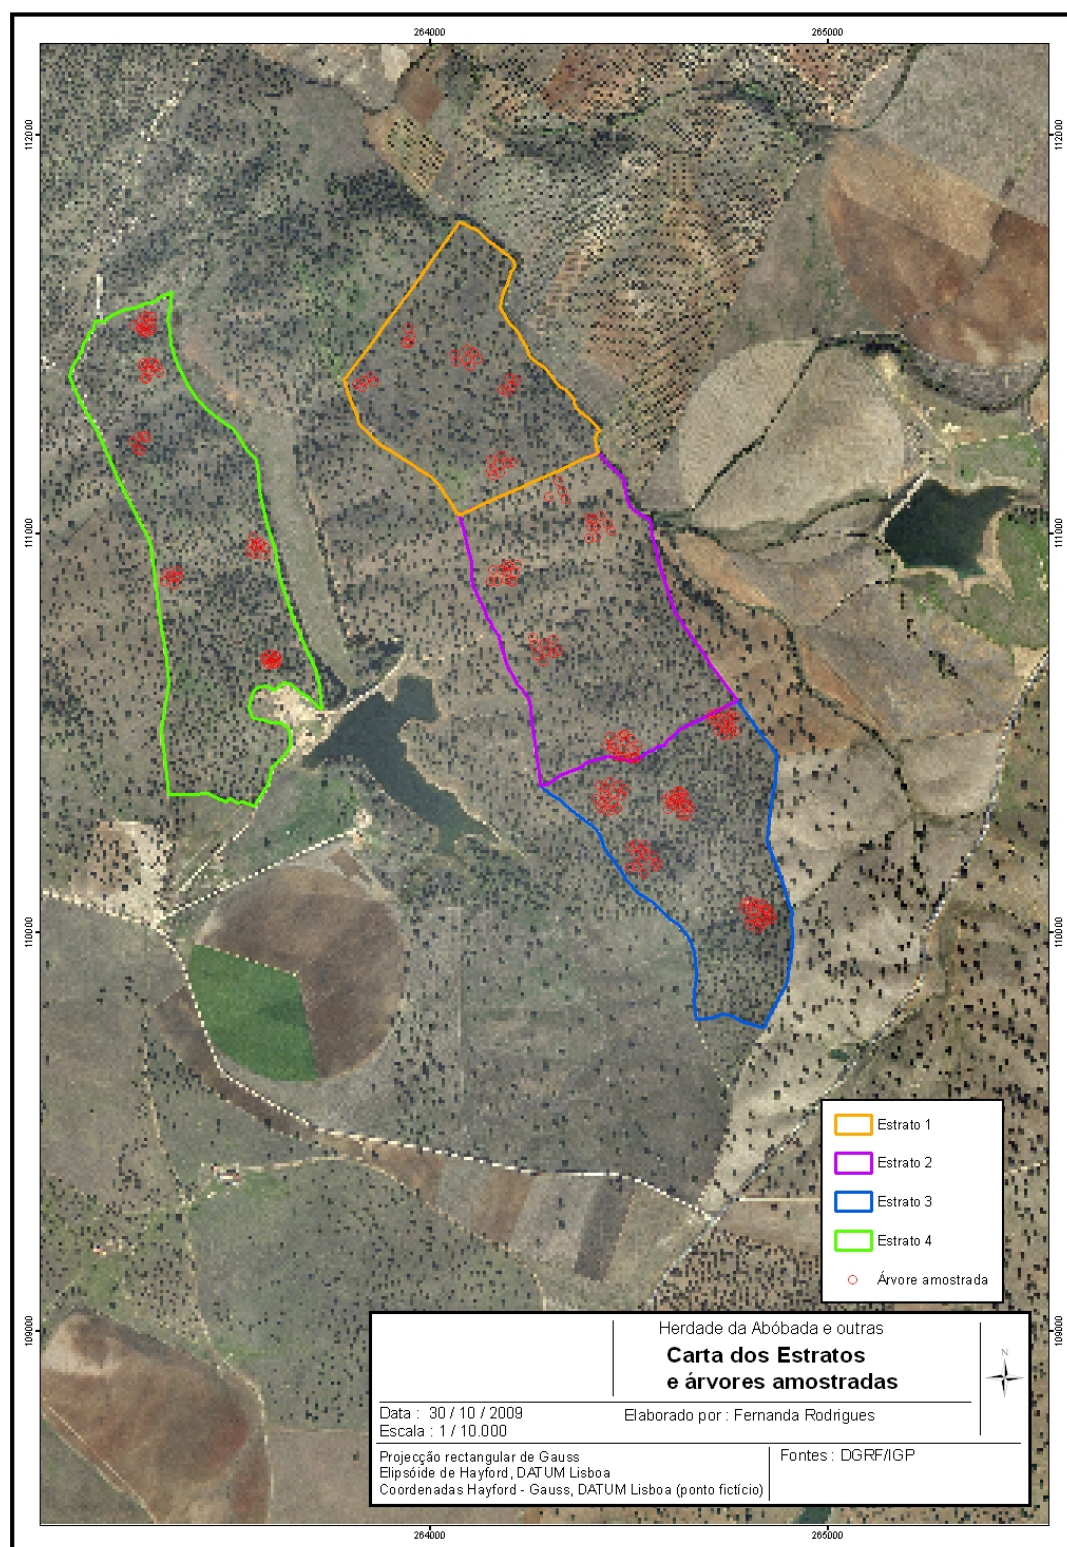 264000
265000
112000
112000
111000
111000
110000
110000
109000
109000
Estrato 1
Estrato 2
Estrato 3
Estrato 4
Árvore amostrada
Herdade da Abóbada e outras
Carta dos Estratos
e árvores amostradas
N
Data : 30 / 10 / 2009
Elaborado por : Fernanda Rodrigues
Escala : 1 / 10.000
Projecção rectangular de Gauss
Elipsóide de Hayford, DATUM Lisboa
Coordenadas Hayford - Gauss, DATUM Lisboa (ponto fictício)
Fontes : DGRF/IGP
264000
265000